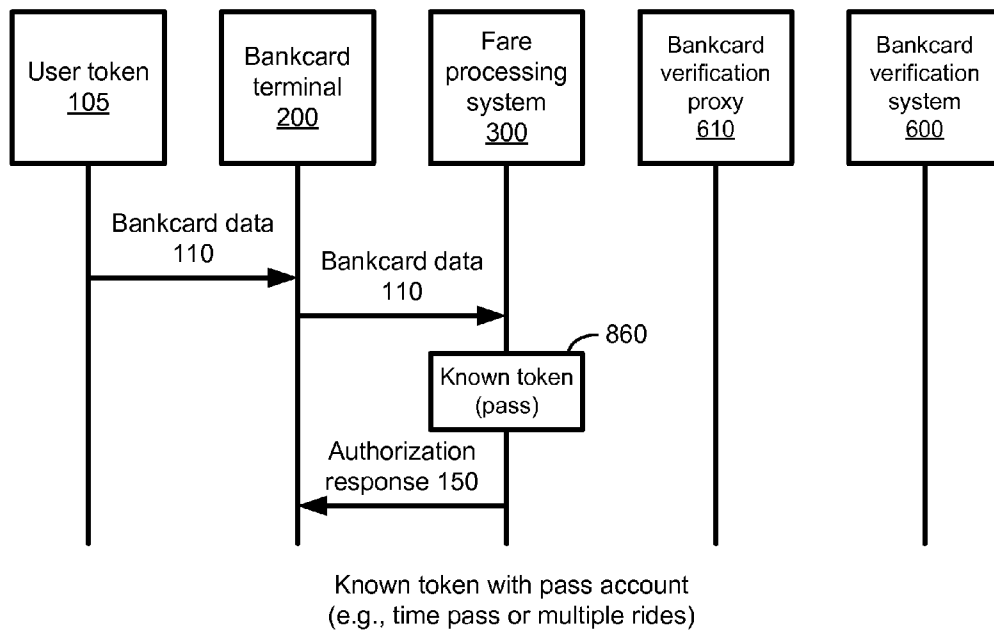 User token
105
Bankcard
terminal
200
Fare
processing
system
300
Bankcard
verification
proxy
610
Bankcard
verification
system
600
Bankcard data
110
Bankcard data
110
860
Known token
(pass)
Authorization
response 150
Known token with pass account
(e.g., time pass or multiple rides)